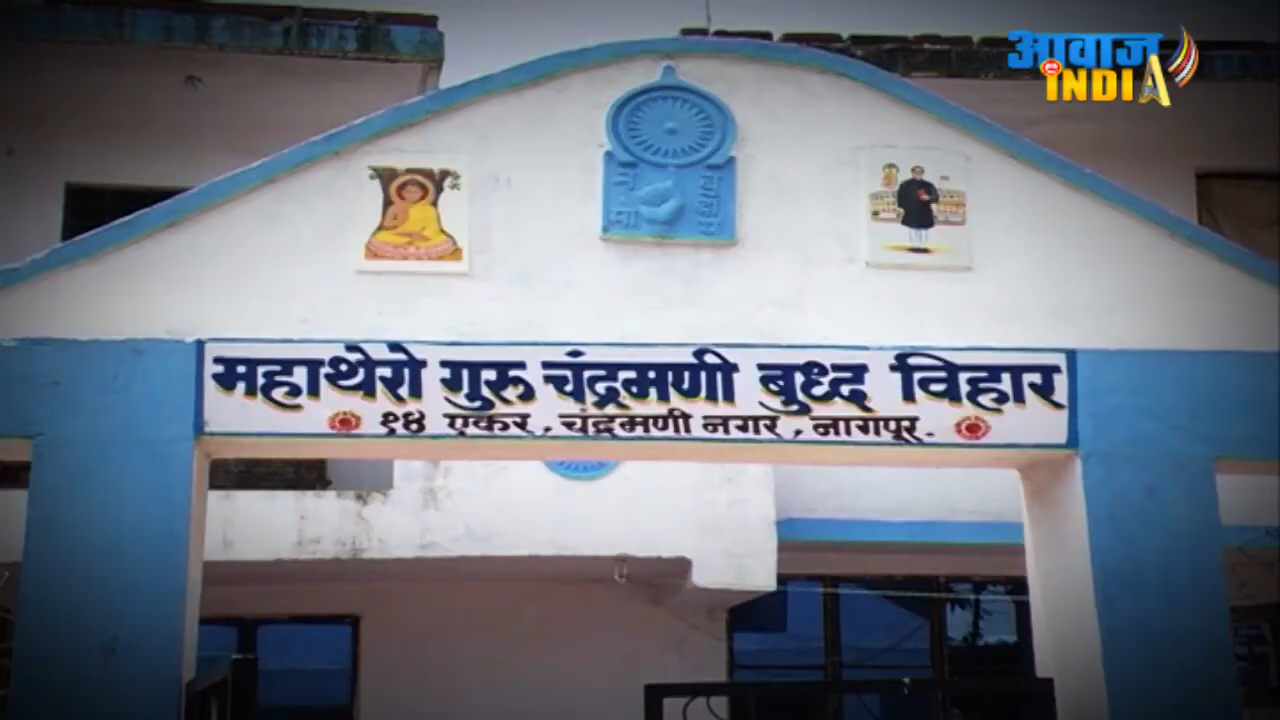 आवाज
INDIA
महाथेरो गुरू चंद्रमणी बुध्द विहार
१४ एकर, चंद्रमणी नगर, नागपूर.